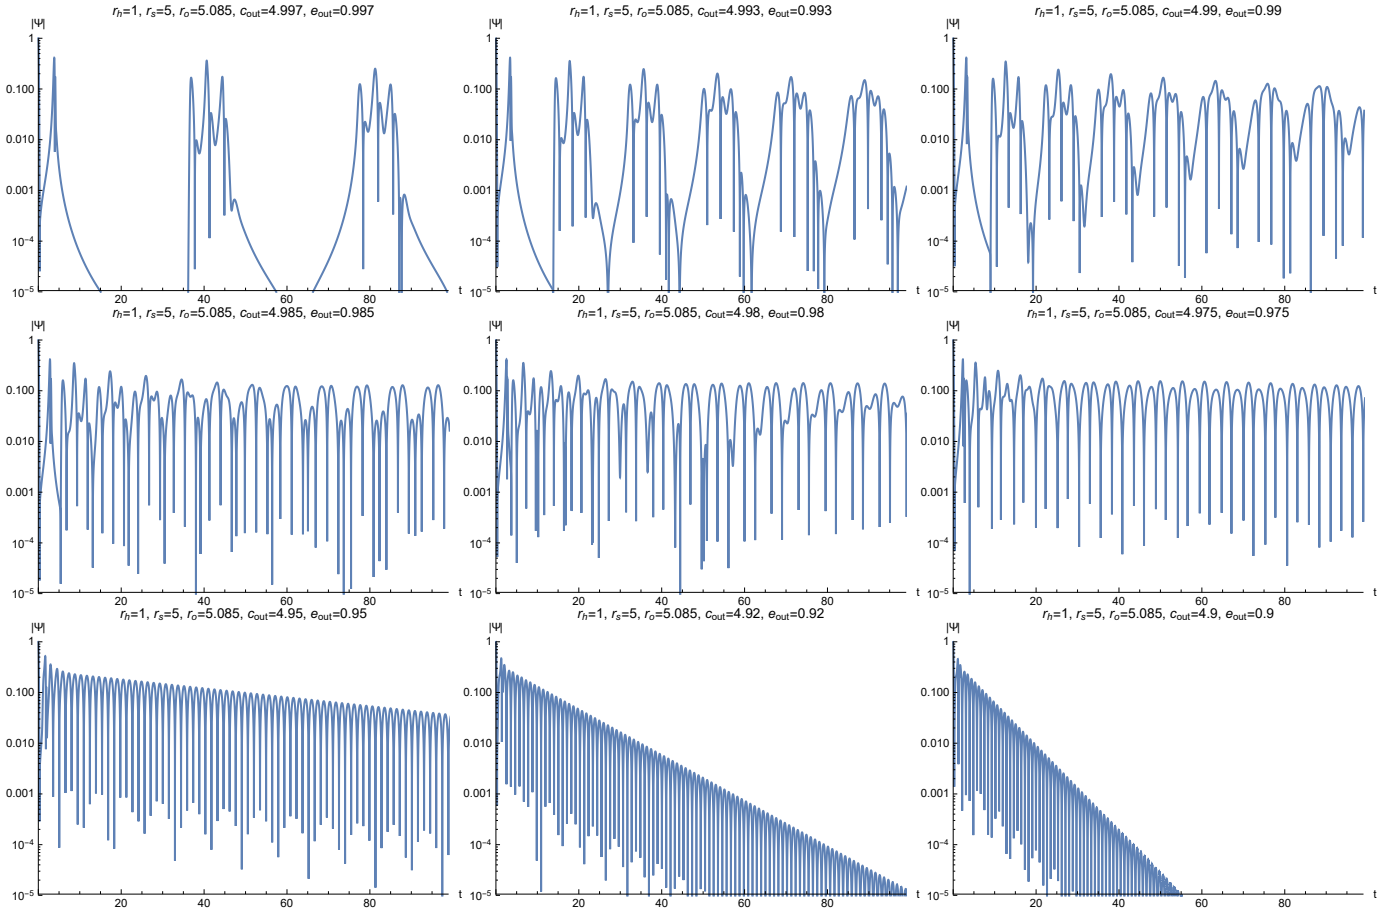 r_h=1, r_s=5, r_o=5.085, c_out=4.997, e_out=0.997
|Ψ|
1
0.100
0.010
0.001
10⁻⁴
10⁻⁵
20 40 60 80 t
r_h=1, r_s=5, r_o=5.085, c_out=4.993, e_out=0.993
|Ψ|
1
0.100
0.010
0.001
10⁻⁴
10⁻⁵
20 40 60 80 t
r_h=1, r_s=5, r_o=5.085, c_out=4.99, e_out=0.99
|Ψ|
1
0.100
0.010
0.001
10⁻⁴
10⁻⁵
20 40 60 80 t
r_h=1, r_s=5, r_o=5.085, c_out=4.985, e_out=0.985
|Ψ|
1
0.100
0.010
0.001
10⁻⁴
10⁻⁵
20 40 60 80 t
r_h=1, r_s=5, r_o=5.085, c_out=4.98, e_out=0.98
|Ψ|
1
0.100
0.010
0.001
10⁻⁴
10⁻⁵
20 40 60 80 t
r_h=1, r_s=5, r_o=5.085, c_out=4.975, e_out=0.975
|Ψ|
1
0.100
0.010
0.001
10⁻⁴
10⁻⁵
20 40 60 80 t
r_h=1, r_s=5, r_o=5.085, c_out=4.95, e_out=0.95
|Ψ|
1
0.100
0.010
0.001
10⁻⁴
10⁻⁵
20 40 60 80 t
r_h=1, r_s=5, r_o=5.085, c_out=4.92, e_out=0.92
|Ψ|
1
0.100
0.010
0.001
10⁻⁴
10⁻⁵
20 40 60 80 t
r_h=1, r_s=5, r_o=5.085, c_out=4.9, e_out=0.9
|Ψ|
1
0.100
0.010
0.001
10⁻⁴
10⁻⁵
20 40 60 80 t